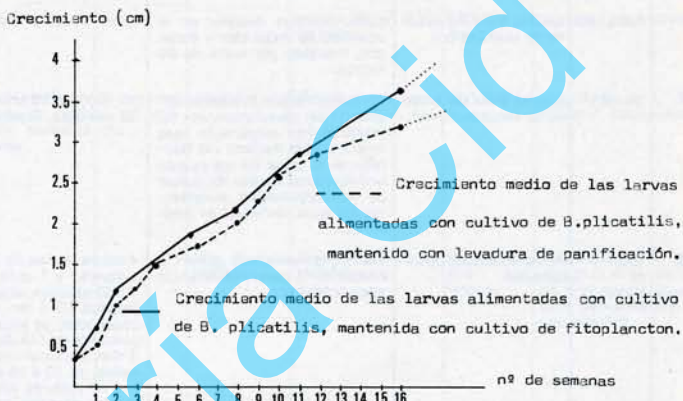 Crecimiento (cm)
4
3.5
3
2.5
2
1.5
1
0.5
Crecimiento medio de las larvas
alimentadas con cultivo de B.plicatilis,
mantenido con levadura de panificación.
Crecimiento medio de las larvas alimentadas con cultivo
de B. plicatilis, mantenida con cultivo de fitoplancton.
nº de semanas
1 2 3 4 5 6 7 8 9 10 11 12 13 14 15 16
ría Cid